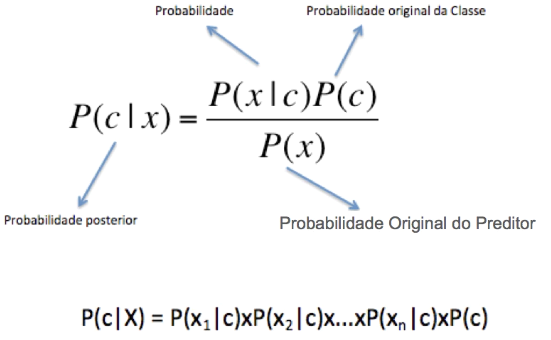 Probabilidade
Probabilidade original da Classe
P(c|x) = P(x|c)P(c) / P(x)
Probabilidade posterior
Probabilidade Original do Preditor
P(c|X) = P(x₁|c)xP(x₂|c)x...xP(xₙ|c)xP(c)